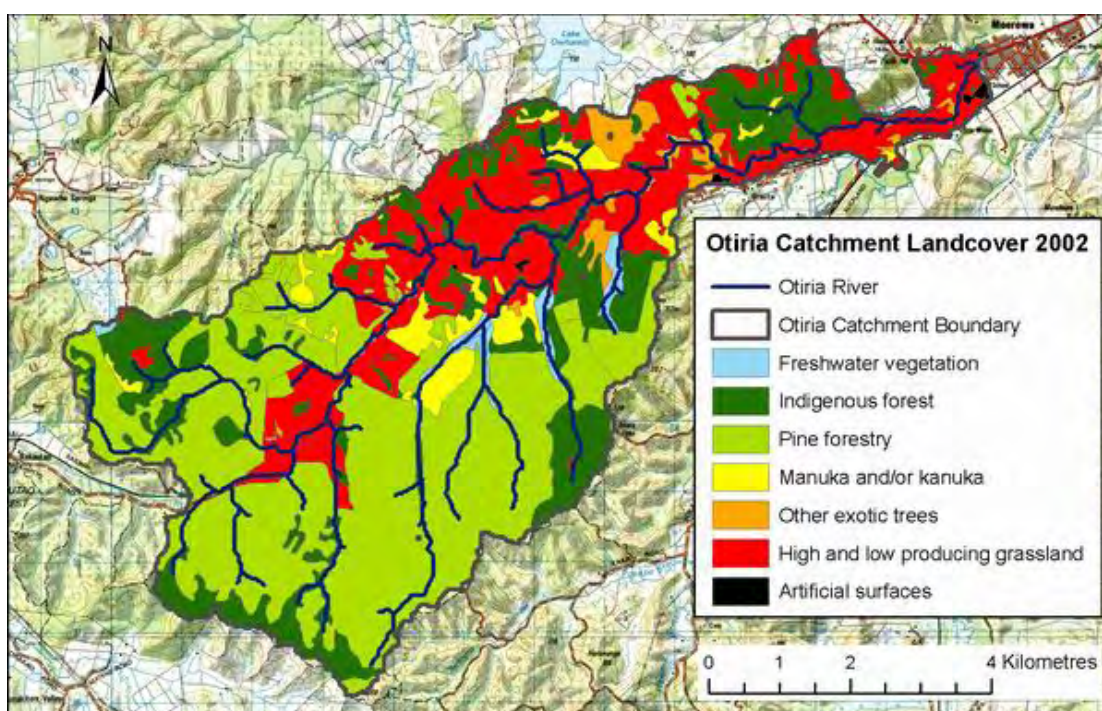 N
Moerewa
Lake
Otiria Catchment Landcover 2002
Otiria River
Otiria Catchment Boundary
Freshwater vegetation
Indigenous forest
Pine forestry
Manuka and/or kanuka
Other exotic trees
High and low producing grassland
Artificial surfaces
0 1 2 4 Kilometres